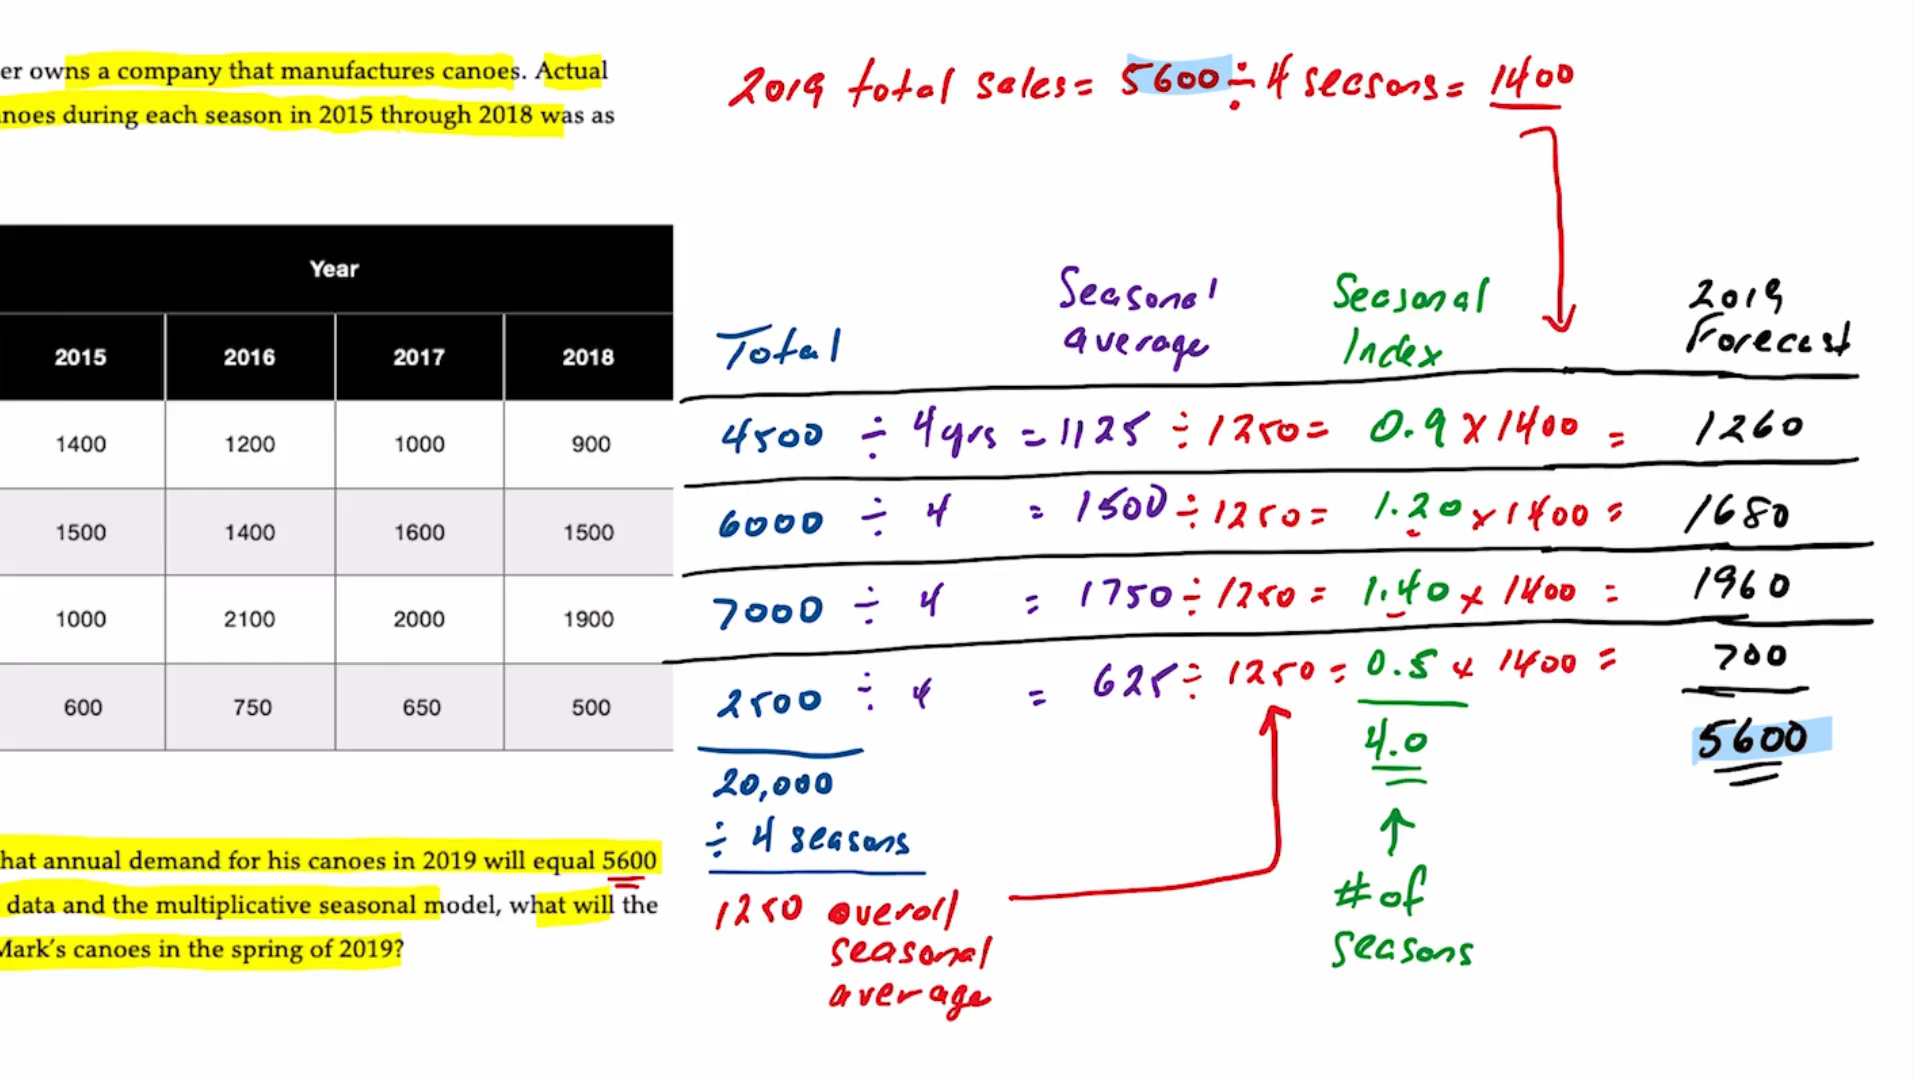 er owns a company that manufactures canoes. Actual
noes during each season in 2015 through 2018 was as
2019 total sales = 5600 ÷ 4 seasons = 1400
Year
2015 2016 2017 2018
Total Seasonal average Seasonal Index 2019 Forecast
1400 1200 1000 900 4500 ÷ 4yrs = 1125 ÷ 1250 = 0.9 x 1400 = 1260
1500 1400 1600 1500 6000 ÷ 4 = 1500 ÷ 1250 = 1.20 x 1400 = 1680
1000 2100 2000 1900 7000 ÷ 4 = 1750 ÷ 1250 = 1.40 x 1400 = 1960
600 750 650 500 2500 ÷ 4 = 625 ÷ 1250 = 0.5 x 1400 = 700
20,000 4.0 5600
÷ 4 seasons
1250 overall seasonal average
# of seasons
hat annual demand for his canoes in 2019 will equal 5600
data and the multiplicative seasonal model, what will the
Mark's canoes in the spring of 2019?